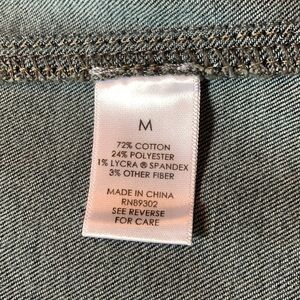 M
72% COTTON
24% POLYESTER
1% LYCRA ® SPANDEX
3% OTHER FIBER
MADE IN CHINA
RN89302
SEE REVERSE
FOR CARE